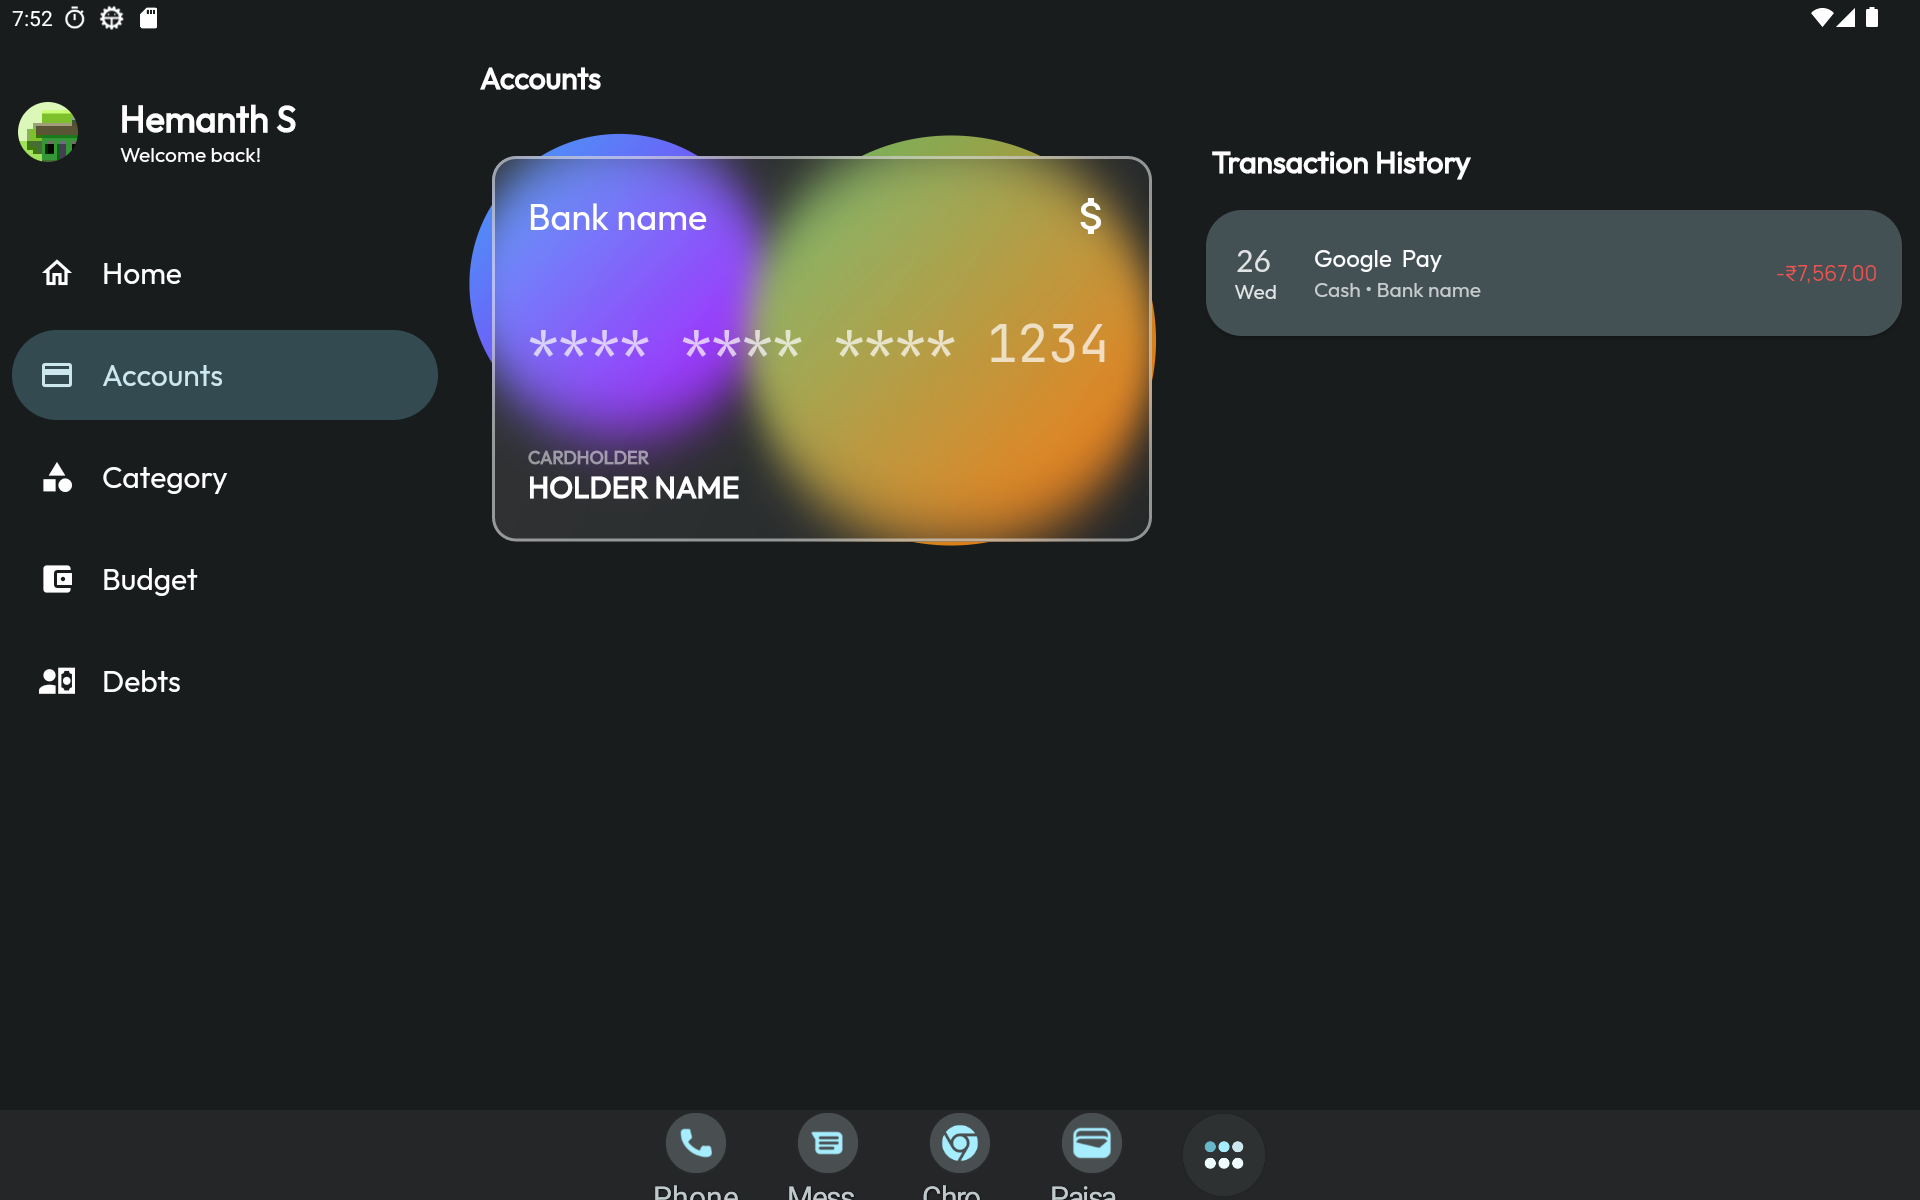 7:52
Hemanth S
Welcome back!
Home
Accounts
Category
Budget
Debts
Accounts
Bank name
$
**** **** **** 1234
CARDHOLDER
HOLDER NAME
Transaction History
26
Wed
Google Pay
Cash • Bank name
-₹7,567.00
Phone
Mess
Chro
Paisa